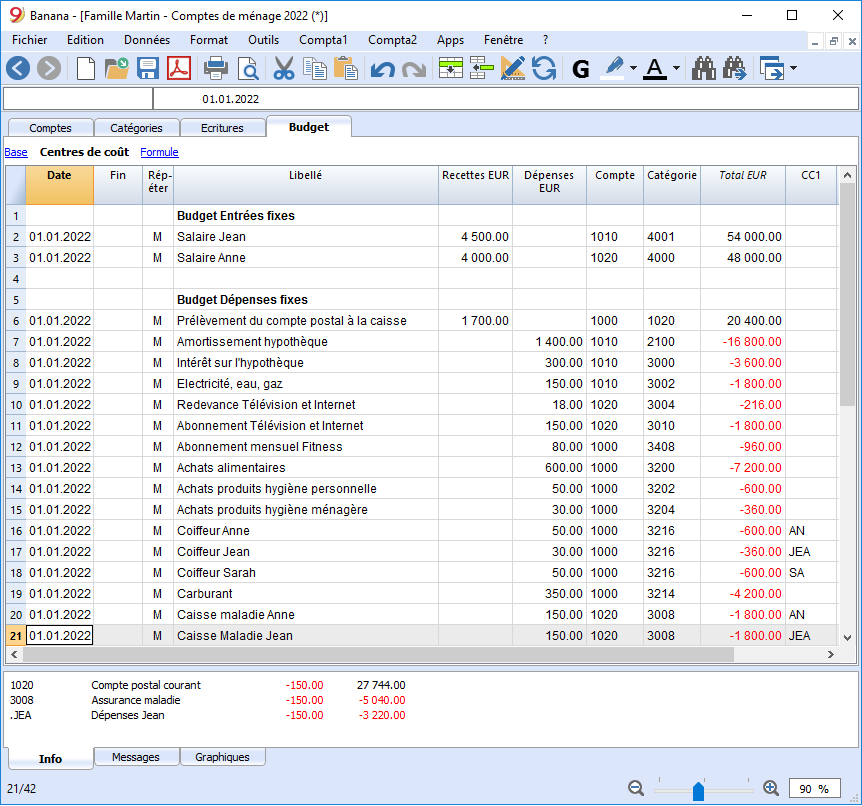 Banana - [Famille Martin - Comptes de ménage 2022 (*)]
Fichier Edition Données Format Outils Compta1 Compta2 Apps Fenêtre ?
G A
01.01.2022
Comptes Catégories Ecritures Budget
Base Centres de coût Formule
Date Fin Rép-éter Libellé Recettes EUR Dépenses EUR Compte Catégorie Total EUR CC1
1 Budget Entrées fixes
2 01.01.2022 M Salaire Jean 4 500.00 1010 4001 54 000.00
3 01.01.2022 M Salaire Anne 4 000.00 1020 4000 48 000.00
4
5 Budget Dépenses fixes
6 01.01.2022 M Prélèvement du compte postal à la caisse 1 700.00 1000 1020 20 400.00
7 01.01.2022 M Amortissement hypothèque 1 400.00 1010 2100 -16 800.00
8 01.01.2022 M Intérêt sur l'hypothèque 300.00 1010 3000 -3 600.00
9 01.01.2022 M Electricité, eau, gaz 150.00 1010 3002 -1 800.00
10 01.01.2022 M Redevance Télévision et Internet 18.00 1020 3004 -216.00
11 01.01.2022 M Abonnement Télévision et Internet 150.00 1020 3010 -1 800.00
12 01.01.2022 M Abonnement mensuel Fitness 80.00 1000 3408 -960.00
13 01.01.2022 M Achats alimentaires 600.00 1000 3200 -7 200.00
14 01.01.2022 M Achats produits hygiène personnelle 50.00 1000 3202 -600.00
15 01.01.2022 M Achats produits hygiène ménagère 30.00 1000 3204 -360.00
16 01.01.2022 M Coiffeur Anne 50.00 1000 3216 -600.00 AN
17 01.01.2022 M Coiffeur Jean 30.00 1000 3216 -360.00 JEA
18 01.01.2022 M Coiffeur Sarah 50.00 1000 3216 -600.00 SA
19 01.01.2022 M Carburant 350.00 1000 3214 -4 200.00
20 01.01.2022 M Caisse maladie Anne 150.00 1020 3008 -1 800.00 AN
21 01.01.2022 M Caisse Maladie Jean 150.00 1020 3008 -1 800.00 JEA
1020 Compte postal courant -150.00 27 744.00
3008 Assurance maladie -150.00 -5 040.00
.JEA Dépenses Jean -150.00 -3 220.00
Info Messages Graphiques
21/42 90 %